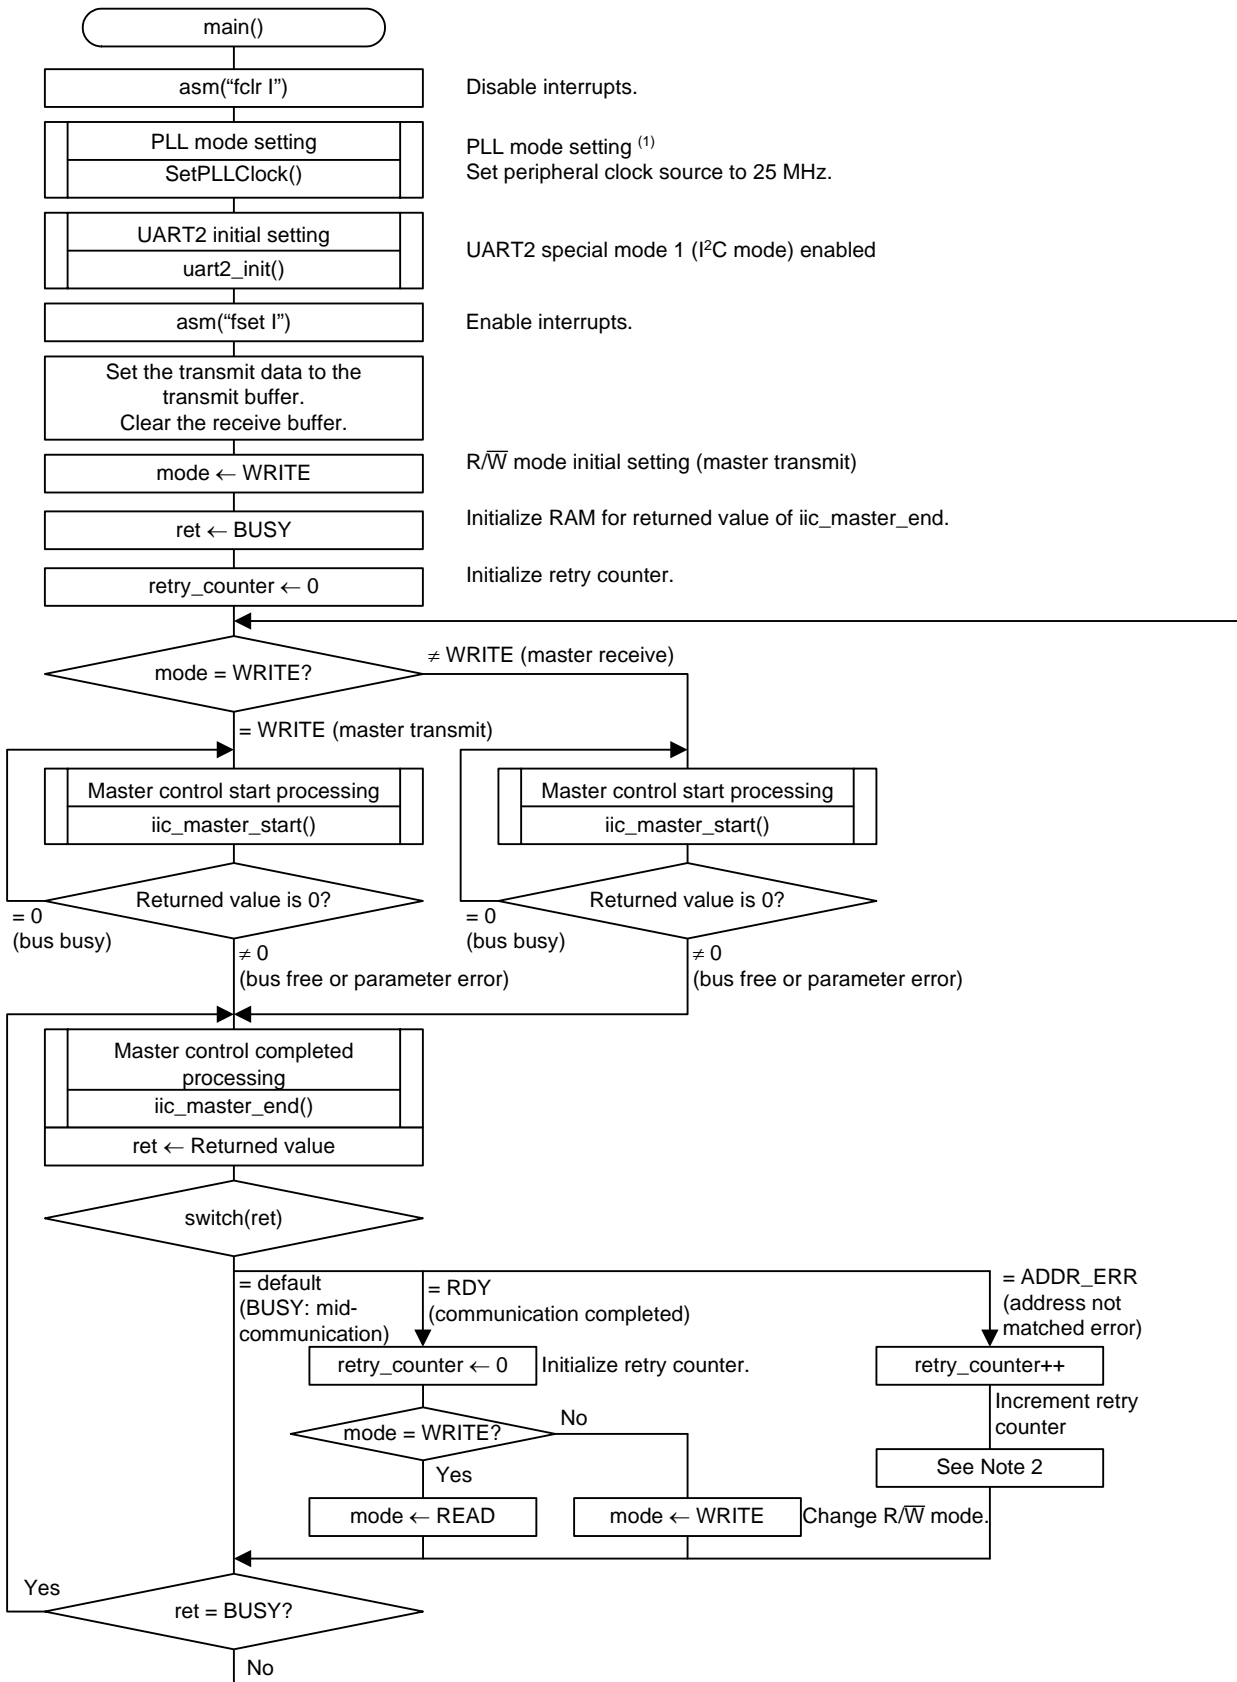 main()
asm(“fclr I”)
Disable interrupts.
PLL mode setting
SetPLLClock()
PLL mode setting (1)
Set peripheral clock source to 25 MHz.
UART2 initial setting
uart2_init()
UART2 special mode 1 (I2C mode) enabled
asm(“fset I”)
Enable interrupts.
Set the transmit data to the
transmit buffer.
Clear the receive buffer.
mode ← WRITE
R/W̅ mode initial setting (master transmit)
ret ← BUSY
Initialize RAM for returned value of iic_master_end.
retry_counter ← 0
Initialize retry counter.
mode = WRITE?
≠ WRITE (master receive)
= WRITE (master transmit)
Master control start processing
iic_master_start()
Master control start processing
iic_master_start()
Returned value is 0?
= 0
(bus busy)
≠ 0
(bus free or parameter error)
Returned value is 0?
= 0
(bus busy)
≠ 0
(bus free or parameter error)
Master control completed
processing
iic_master_end()
ret ← Returned value
switch(ret)
= default
(BUSY: mid-
communication)
= RDY
(communication completed)
= ADDR_ERR
(address not
matched error)
retry_counter ← 0
Initialize retry counter.
retry_counter++
Increment retry
counter
mode = WRITE?
No
Yes
See Note 2
mode ← READ
mode ← WRITE
Change R/W̅ mode.
Yes
ret = BUSY?
No